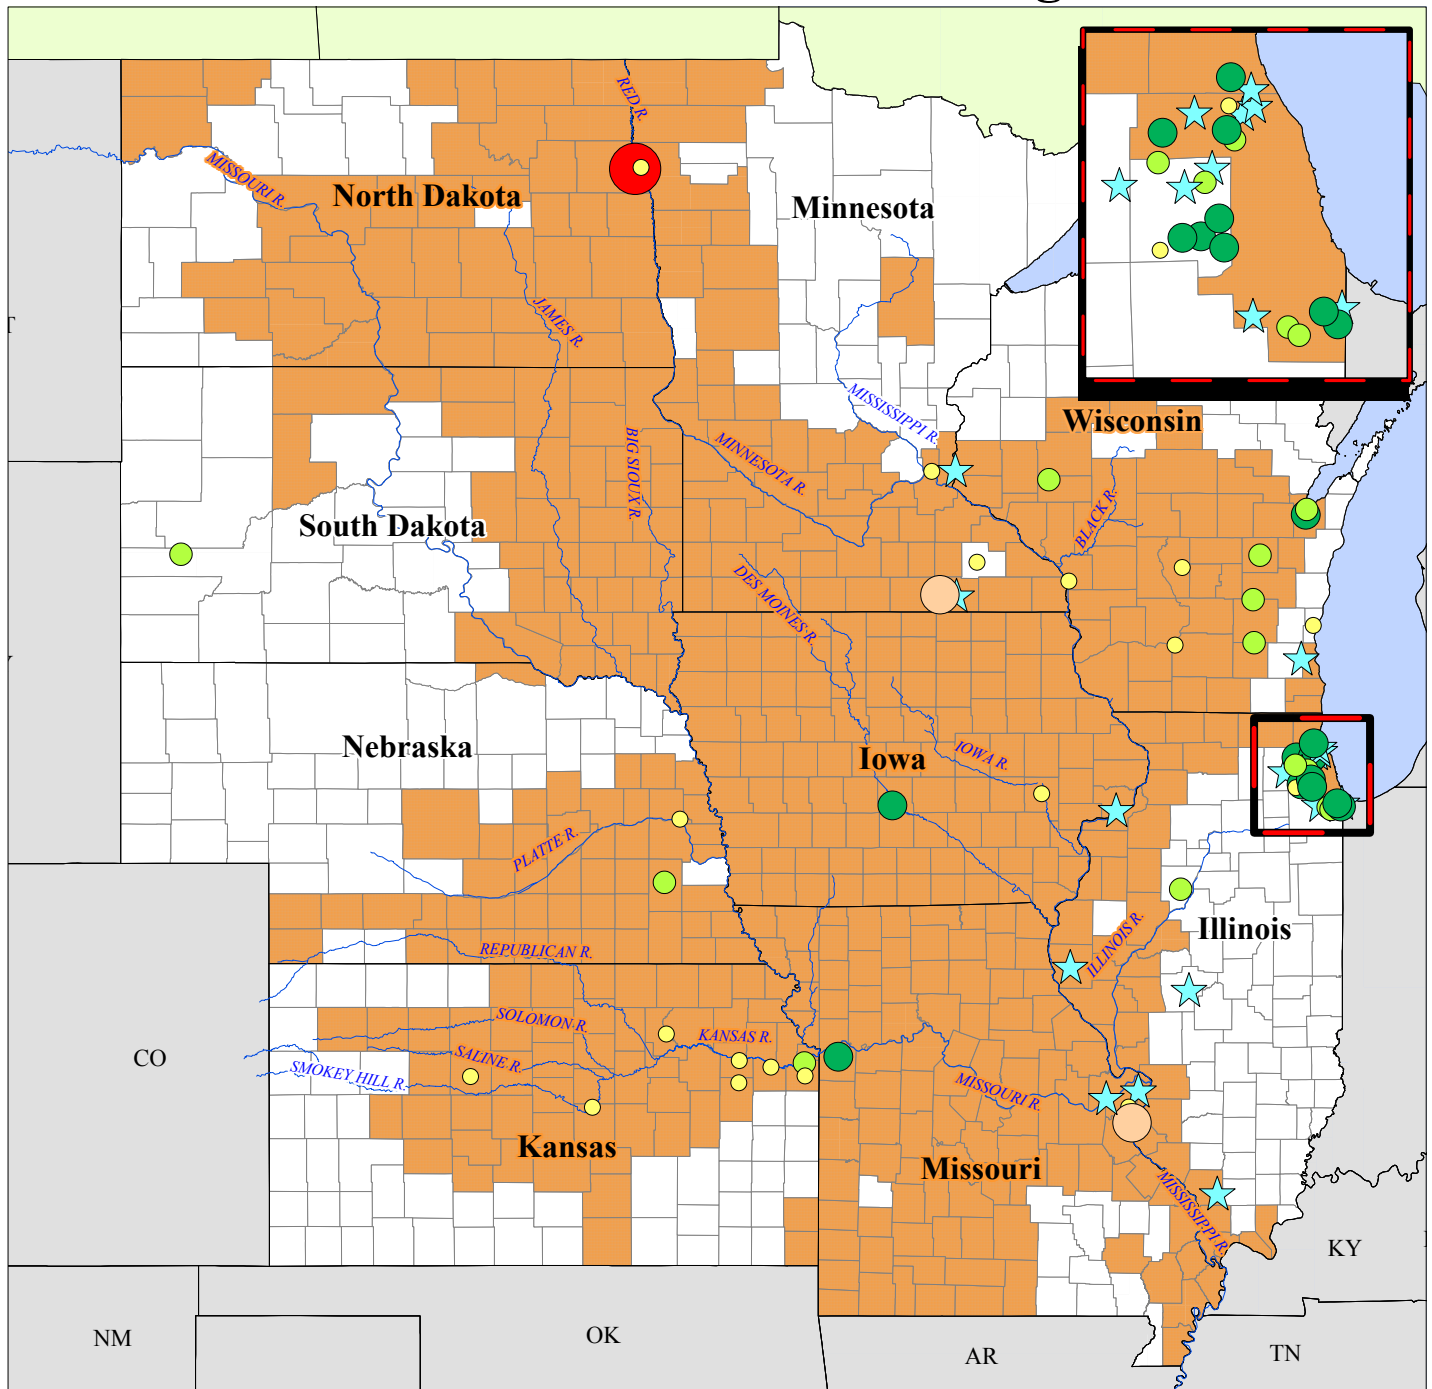 RED R.
MISSOURI R.
North Dakota
Minnesota
JAMES R.
MISSISSIPPI R.
Wisconsin
BIG SIOUX R.
MINNESOTA R.
BLACK R.
South Dakota
DES MOINES R.
Nebraska
IOWA R.
Iowa
PLATTE R.
ILLINOIS R.
Illinois
REPUBLICAN R.
SOLOMON R.
KANSAS R.
SALINE R.
CO
SMOKEY HILL R.
MISSOURI R.
Kansas
Missouri
MISSISSIPPI R.
KY
NM
OK
AR
TN